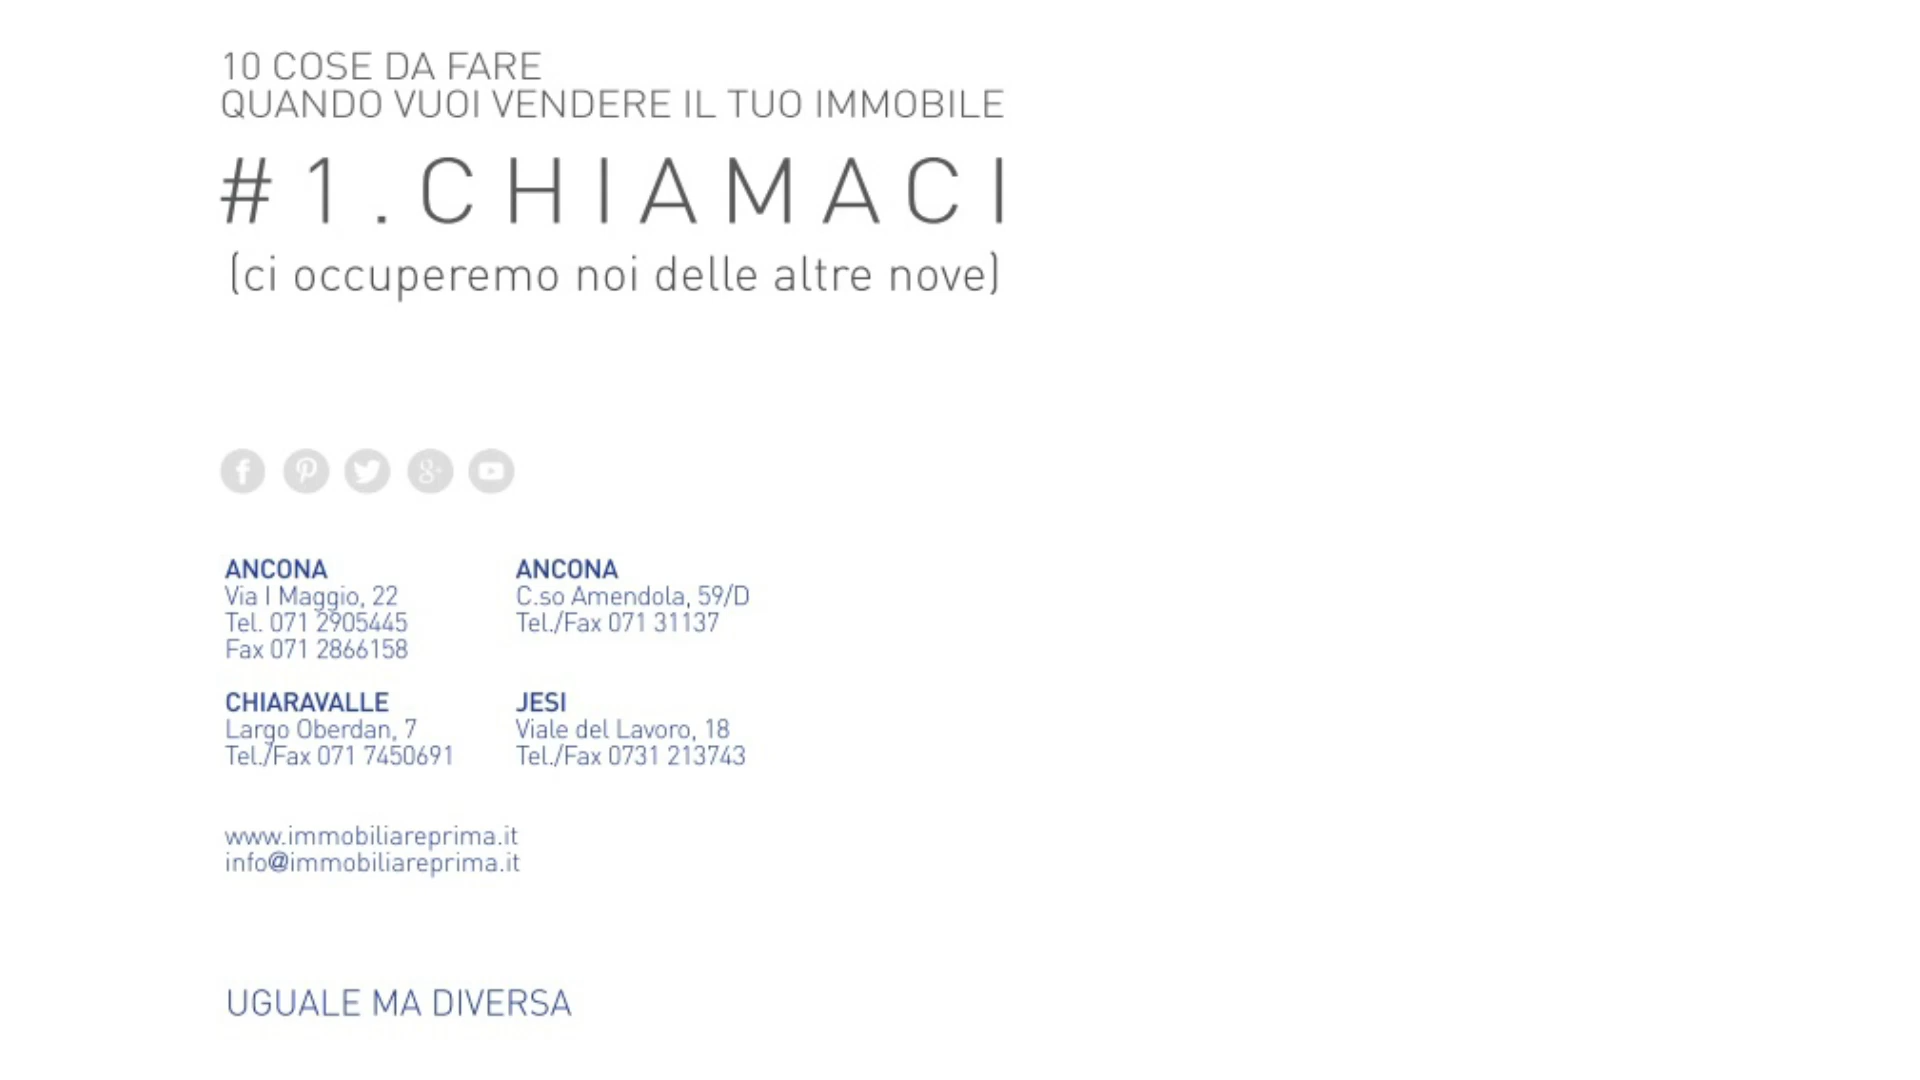 10 COSE DA FARE
QUANDO VUOI VENDERE IL TUO IMMOBILE
#1.CHIAMACI
(ci occuperemo noi delle altre nove)
ANCONA
Via I Maggio, 22
Tel. 071 2905445
Fax 071 2866158
ANCONA
C.so Amendola, 59/D
Tel./Fax 071 31137
CHIARAVALLE
Largo Oberdan, 7
Tel./Fax 071 7450691
JESI
Viale del Lavoro, 18
Tel./Fax 0731 213743
www.immobiliareprima.it
info@immobiliareprima.it
UGUALE MA DIVERSA